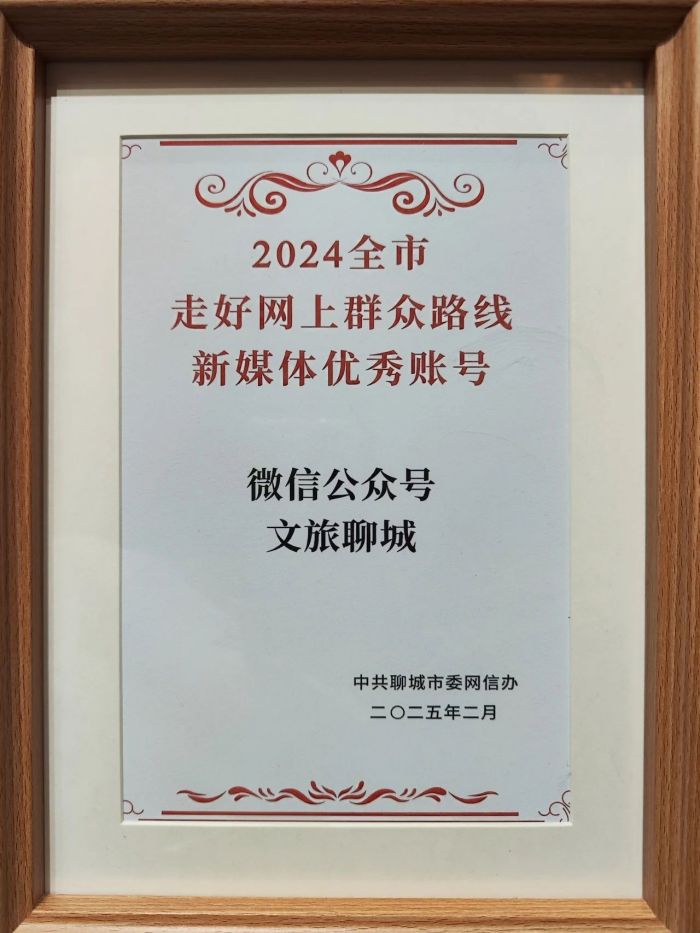 2024全市
走好网上群众路线
新媒体优秀账号
微信公众号
文旅聊城
中共聊城市委网信办
二〇二五年二月